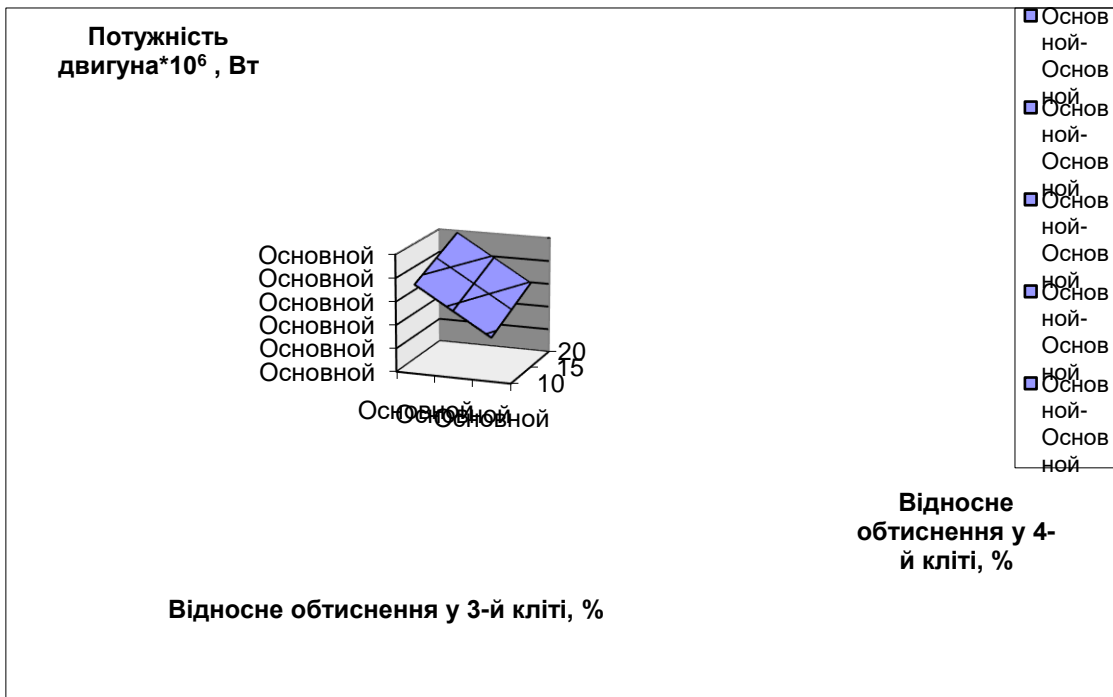 Потужність
двигуна*10⁶ , Вт
Основной
Основной
Основной
Основной
Основной
Основной
20
15
10
Основной
Основной
Основной
Відносне обтиснення у 3-й кліті, %
Відносне
обтиснення у 4-
й кліті, %
Основ
ной-
Основ
ной
Основ
ной-
Основ
ной
Основ
ной-
Основ
ной
Основ
ной-
Основ
ной
Основ
ной-
Основ
ной